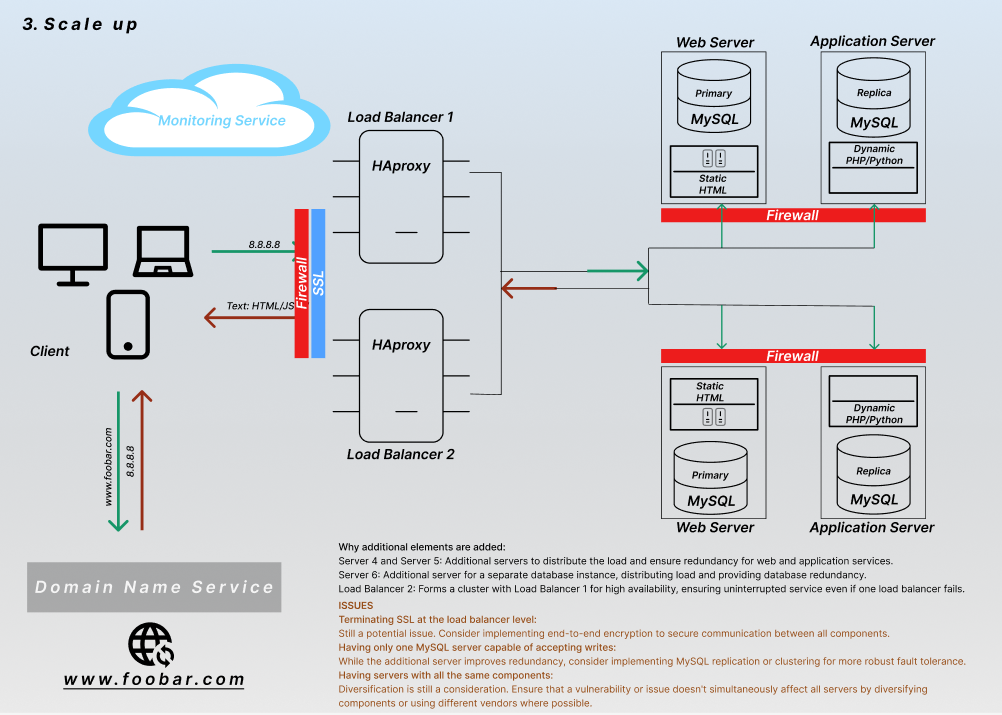 3. Scale up
Monitoring Service
Load Balancer 1
HAproxy
Web Server
Primary
MySQL
Static
HTML
Application Server
Replica
MySQL
Dynamic
PHP/Python
Firewall
8.8.8.8
Text: HTML/JS
Firewall
SSL
Client
HAproxy
Load Balancer 2
Firewall
Static
HTML
Primary
MySQL
Web Server
Dynamic
PHP/Python
Replica
MySQL
Application Server
www.foobar.com
8.8.8.8
Domain Name Service
www.foobar.com
Why additional elements are added:
Server 4 and Server 5: Additional servers to distribute the load and ensure redundancy for web and application services.
Server 6: Additional server for a separate database instance, distributing load and providing database redundancy.
Load Balancer 2: Forms a cluster with Load Balancer 1 for high availability, ensuring uninterrupted service even if one load balancer fails.
ISSUES
Terminating SSL at the load balancer level:
Still a potential issue. Consider implementing end-to-end encryption to secure communication between all components.
Having only one MySQL server capable of accepting writes:
While the additional server improves redundancy, consider implementing MySQL replication or clustering for more robust fault tolerance.
Having servers with all the same components:
Diversification is still a consideration. Ensure that a vulnerability or issue doesn't simultaneously affect all servers by diversifying
components or using different vendors where possible.